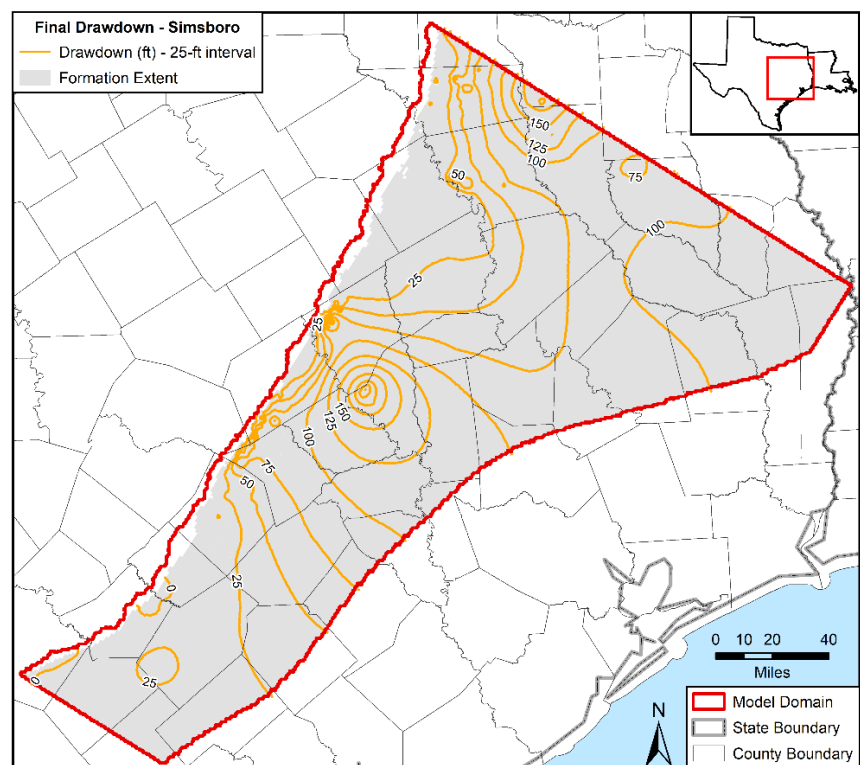 Final Drawdown - Simsboro
Drawdown (ft) - 25-ft interval
Formation Extent
150
125
100
50
75
100
25
25
150
125
100
75
50
25
0
0
25
0 10 20 40
Miles
N
Model Domain
State Boundary
County Boundary